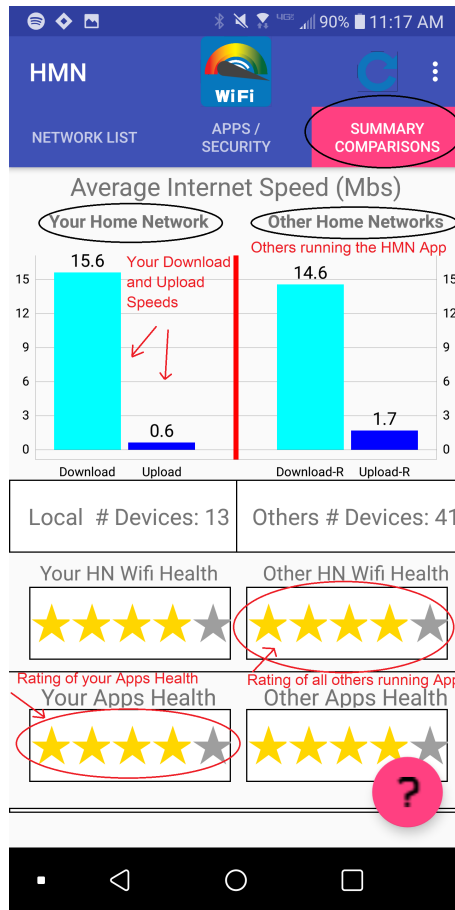 4G 90% 11:17 AM
HMN
WiFi
NETWORK LIST
APPS /
SECURITY
SUMMARY
COMPARISONS
Average Internet Speed (Mbs)
Your Home Network
Other Home Networks
Others running the HMN App
Your Download
and Upload
Speeds
15.6
0.6
14.6
1.7
15
12
9
6
3
0
15
12
9
6
3
0
Download Upload
Download-R Upload-R
Local # Devices: 13
Others # Devices: 41
Your HN Wifi Health
Other HN Wifi Health
Rating of your Apps Health
Rating of all others running App
Your Apps Health
Other Apps Health
?